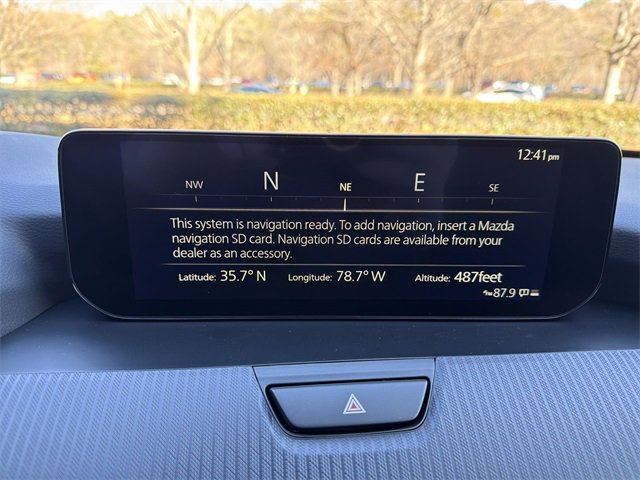 12:41pm
NW N NE E SE
This system is navigation ready. To add navigation, insert a Mazda
navigation SD card. Navigation SD cards are available from your
dealer as an accessory.
Latitude: 35.7° N Longitude: 78.7° W Altitude: 487feet
FM 87.9